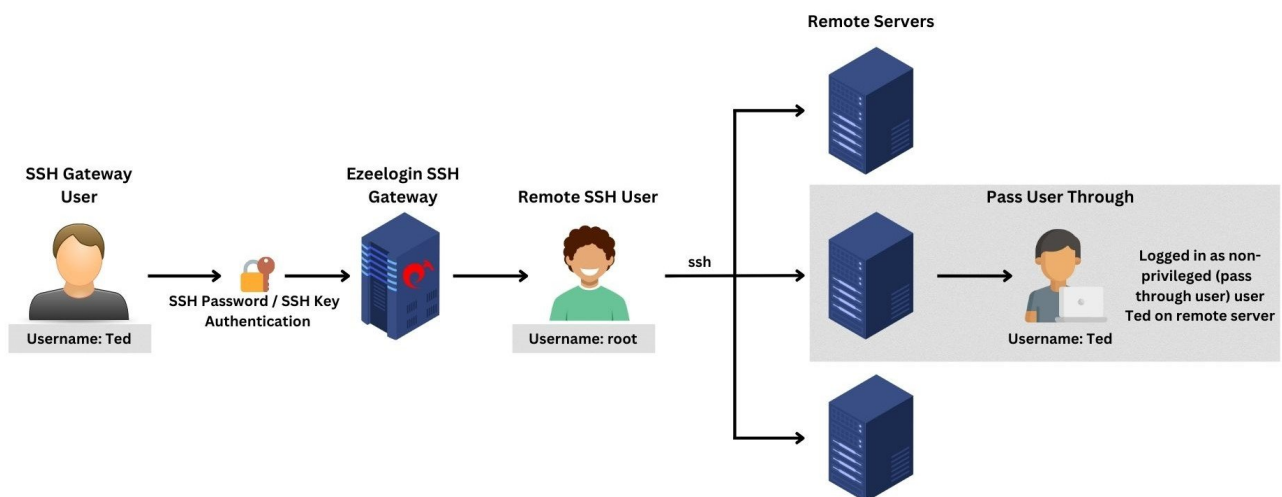 Remote Servers
SSH Gateway
User
Ezeelogin SSH
Gateway
Remote SSH User
Pass User Through
ssh
Logged in as non-
privileged (pass
through user) user
Ted on remote server
SSH Password / SSH Key
Authentication
Username: Ted
Username: root
Username: Ted